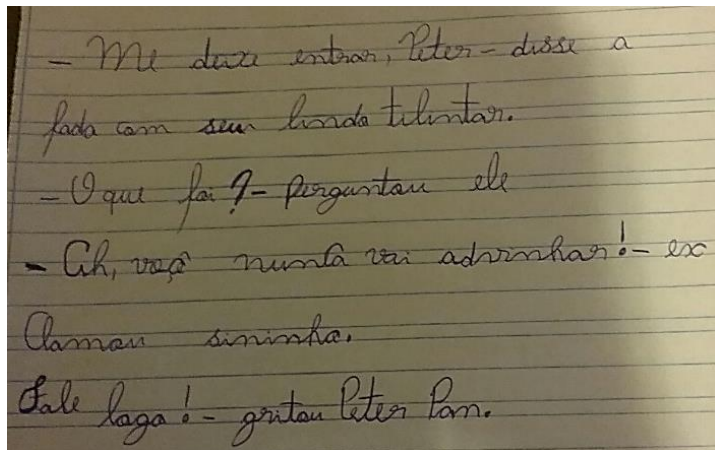 - Me deixe entrar, Peter - disse a
fada com seu lindo tilintar.
- O que foi ? - perguntou ele
- Ah, você nunca vai advinhar! - ex
clamou sininho.
Fale logo! - gritou Peter Pan.